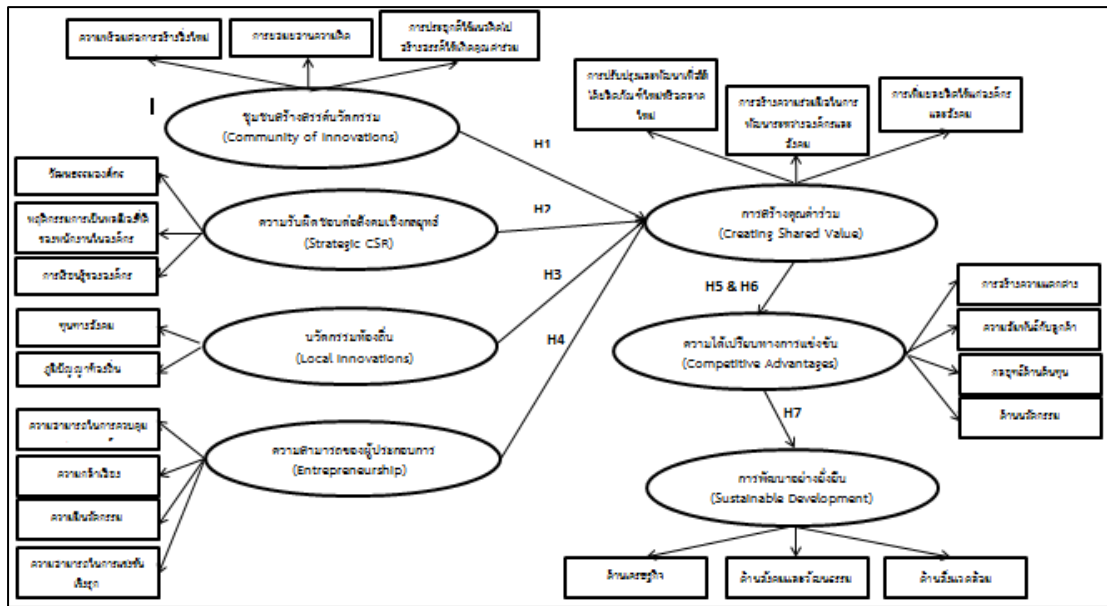 ความพร้อมต่อการสร้างสิ่งใหม่
การยอมยอานความคิด
การประยุกต์ใช้แนวคิดไป
สร้างสรรค์ให้เกิดคุณค่าร่วม
ชุมชนสร้างสรรค์นวัตกรรม
(Community of Innovations)
การปรับปรุงและพัฒนาเพื่อให้
ได้ผลิตภัณฑ์ใหม่หรือตลาด
ใหม่
การสร้างความร่วมมือในการ
พัฒนาระหว่างองค์กรและ
สังคม
การเพิ่มผลผลิตให้แก่องค์กร
และสังคม
H1
วัฒนธรรมองค์กร
พฤติกรรมการเป็นพลเมืองที่ดี
ของพนักงานในองค์กร
การเรียนรู้ขององค์กร
ความรับผิดชอบต่อสังคมเชิงกลยุทธ์
(Strategic CSR)
H2
การสร้างคุณค่าร่วม
(Creating Shared Value)
H3
H5 & H6
ทุนทางสังคม
ภูมิปัญญาท้องถิ่น
นวัตกรรมท้องถิ่น
(Local Innovations)
H4
ความได้เปรียบทางการแข่งขัน
(Competitive Advantages)
การสร้างความแตกต่าง
ความสัมพันธ์กับลูกค้า
กลยุทธ์ด้านต้นทุน
ด้านนวัตกรรม
H7
ความสามารถในการควบคุม
ความกล้าเสี่ยง
ความเป็นนวัตกรรม
ความสามารถในการแข่งขัน
เชิงรุก
ความสามารถของผู้ประกอบการ
(Entrepreneurship)
การพัฒนาอย่างยั่งยืน
(Sustainable Development)
ด้านเศรษฐกิจ
ด้านสังคมและวัฒนธรรม
ด้านสิ่งแวดล้อม